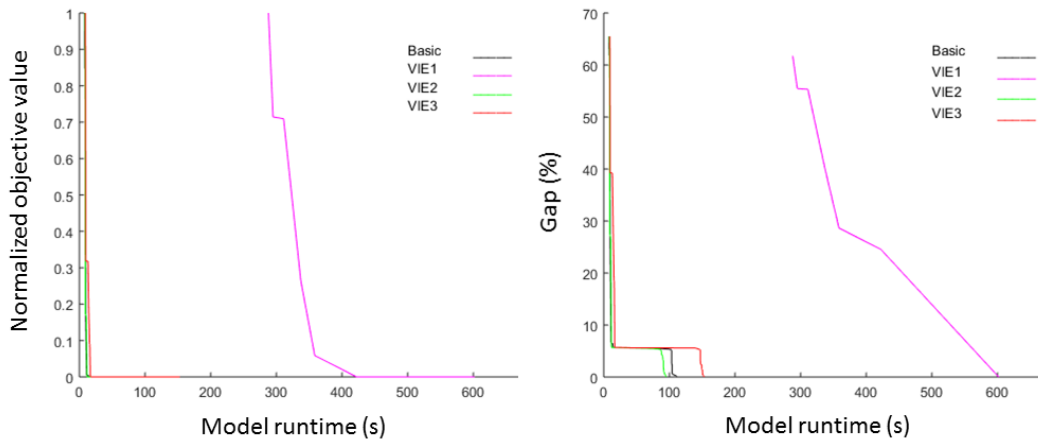 Normalized objective value
1
0.9
0.8
0.7
0.6
0.5
0.4
0.3
0.2
0.1
0
0 100 200 300 400 500 600
Model runtime (s)
Basic
VIE1
VIE2
VIE3
Gap (%)
70
60
50
40
30
20
10
0
0 100 200 300 400 500 600
Model runtime (s)
Basic
VIE1
VIE2
VIE3